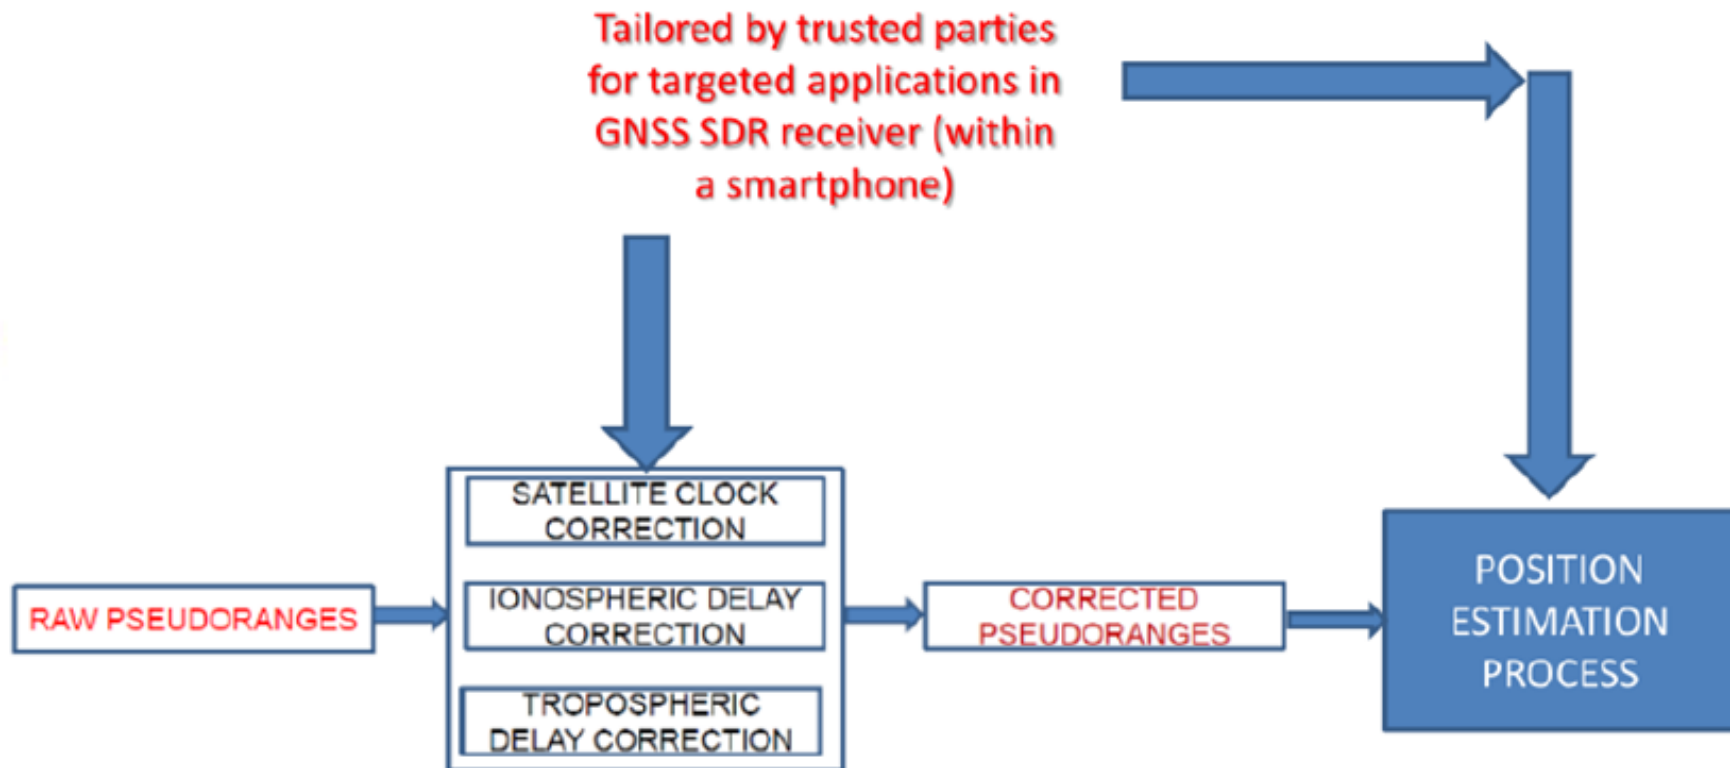 Tailored by trusted parties
for targeted applications in
GNSS SDR receiver (within
a smartphone)
SATELLITE CLOCK
CORRECTION
RAW PSEUDORANGES
IONOSPHERIC DELAY
CORRECTION
CORRECTED
PSEUDORANGES
POSITION
ESTIMATION
PROCESS
TROPOSPHERIC
DELAY CORRECTION